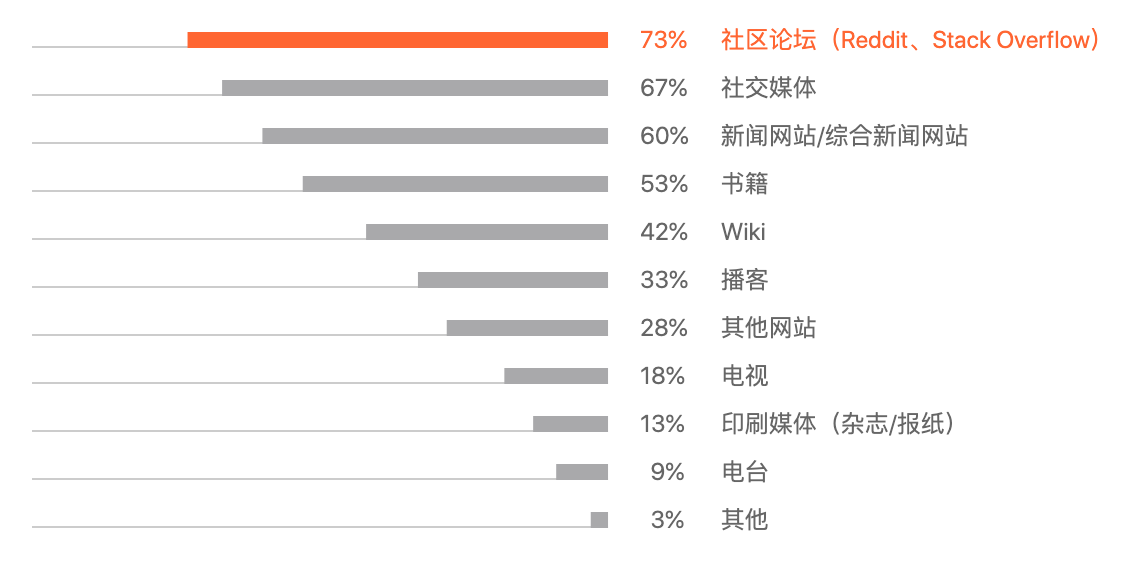 73% 社区论坛（Reddit、Stack Overflow）
67% 社交媒体
60% 新闻网站/综合新闻网站
53% 书籍
42% Wiki
33% 播客
28% 其他网站
18% 电视
13% 印刷媒体（杂志/报纸）
9% 电台
3% 其他